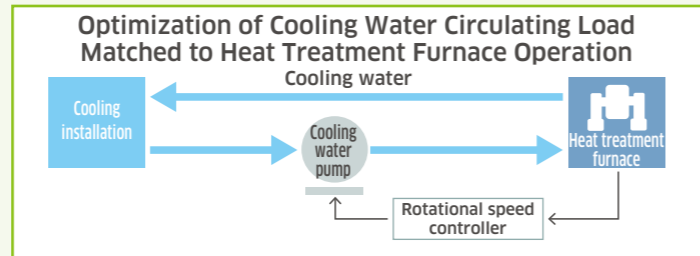 Optimization of Cooling Water Circulating Load
Matched to Heat Treatment Furnace Operation
Cooling water
Cooling
installation
Cooling
water
pump
Heat treatment
furnace
Rotational speed
controller